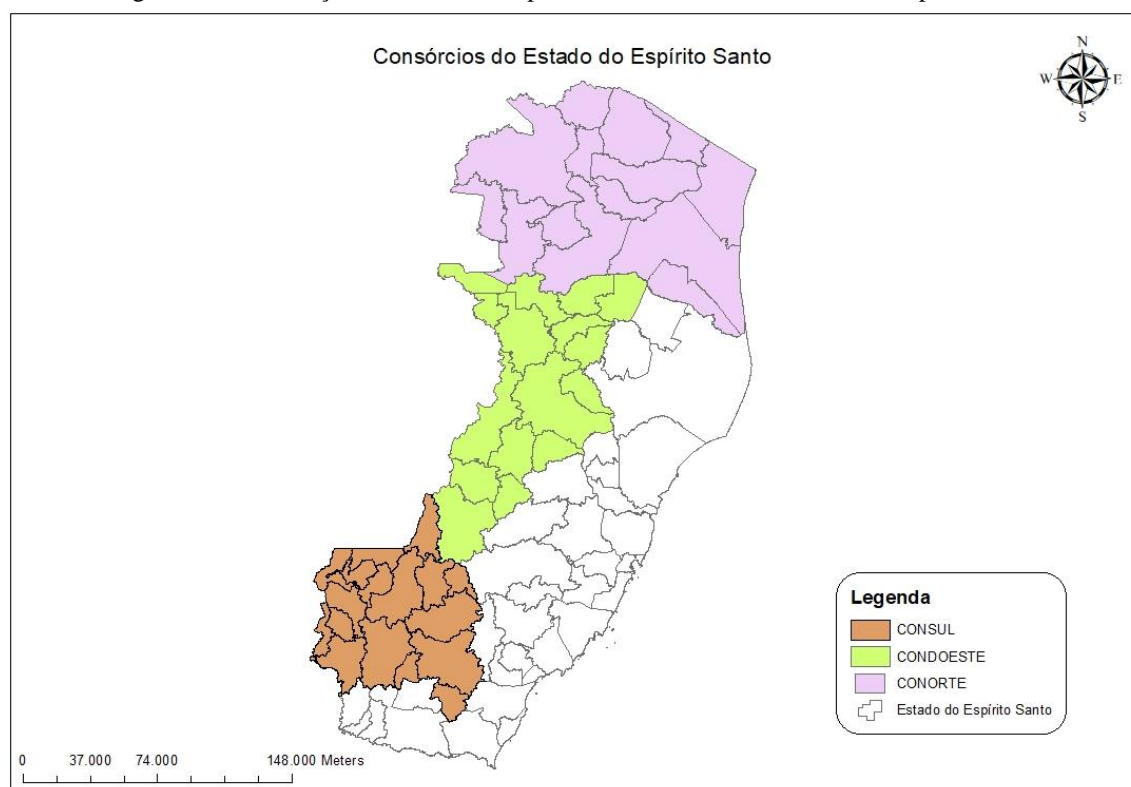 Consórcios do Estado do Espírito Santo
N
W E
S
Legenda
CONSUL
CONDOESTE
CONORTE
Estado do Espírito Santo
0 37.000 74.000 148.000 Meters